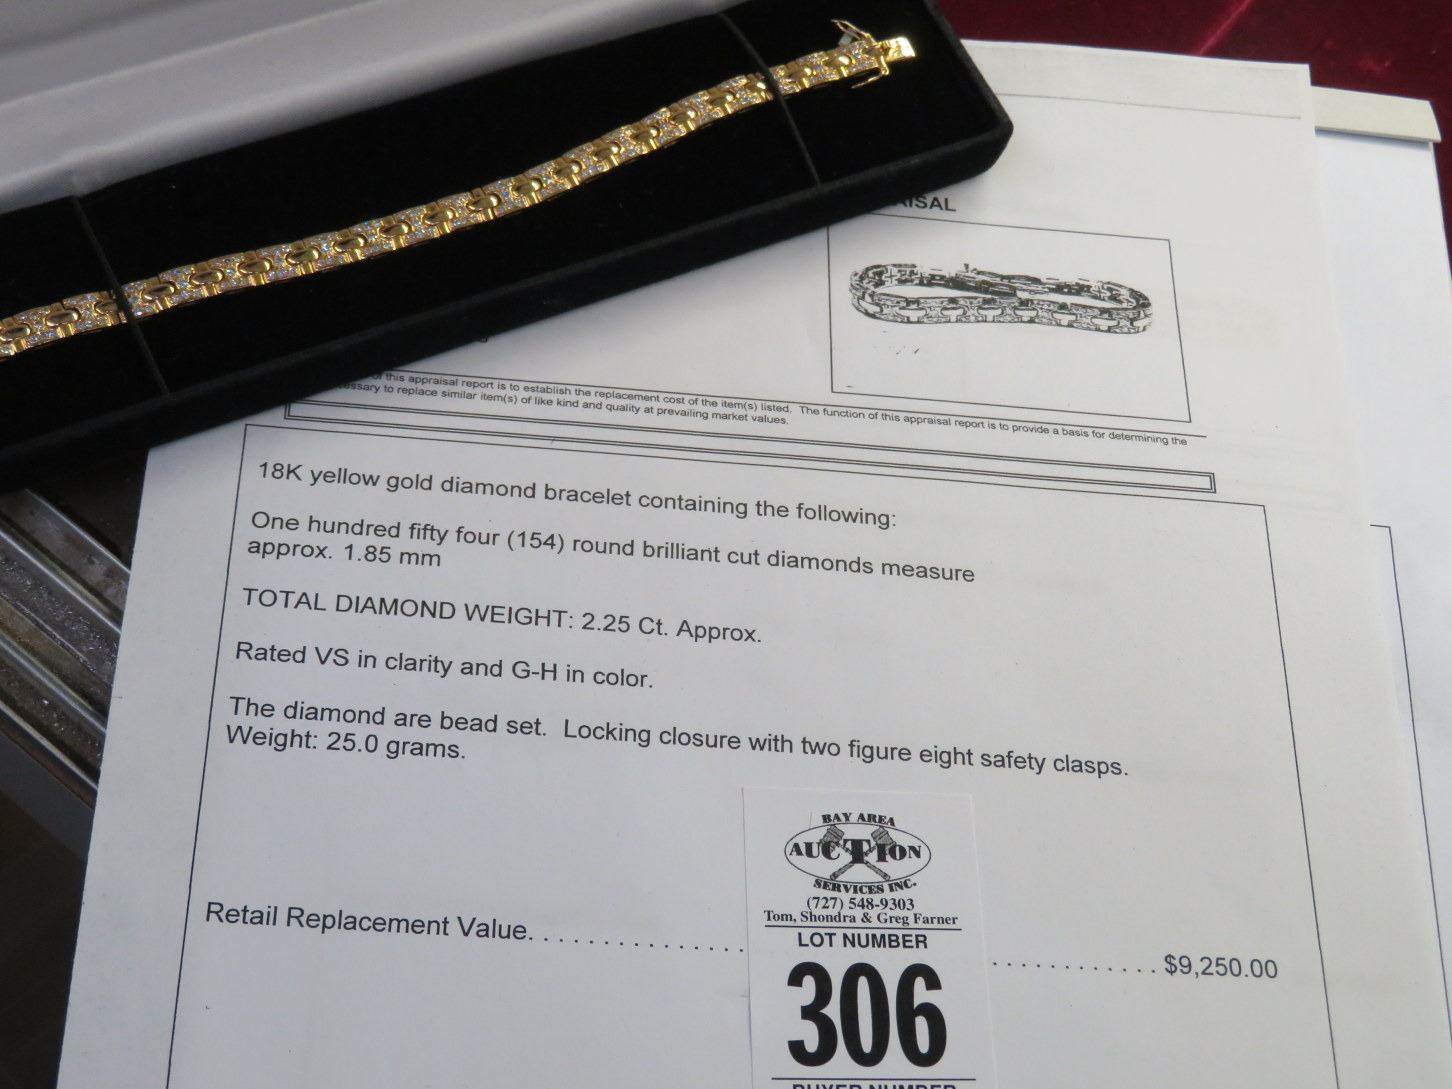 AISAL
of this appraisal report is to establish the replacement cost of the item(s) listed. The function of this appraisal report is to provide a basis for determining the
to replace similar item(s) of like kind and quality at prevailing market values.
18K yellow gold diamond bracelet containing the following:
One hundred fifty four (154) round brilliant cut diamonds measure
approx. 1.85 mm
TOTAL DIAMOND WEIGHT: 2.25 Ct. Approx.
Rated VS in clarity and G-H in color.
The diamond are bead set. Locking closure with two figure eight safety clasps.
Weight: 25.0 grams.
Retail Replacement Value. . . . . . . . . . . . . . . . . . . . . . . . . . . . $9,250.00
BAY AREA
AUCTION
SERVICES INC.
(727) 548-9303
Tom, Shondra & Greg Farner
LOT NUMBER
306
BUYER NUMBER